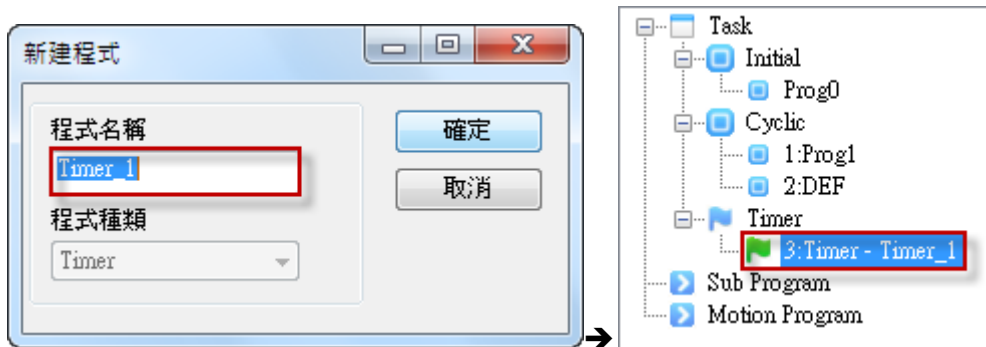 新建程式
程式名稱
Timer_1
程式種類
Timer
確定
取消
➔
Task
Initial
Prog0
Cyclic
1:Prog1
2:DEF
Timer
3:Timer - Timer_1
Sub Program
Motion Program